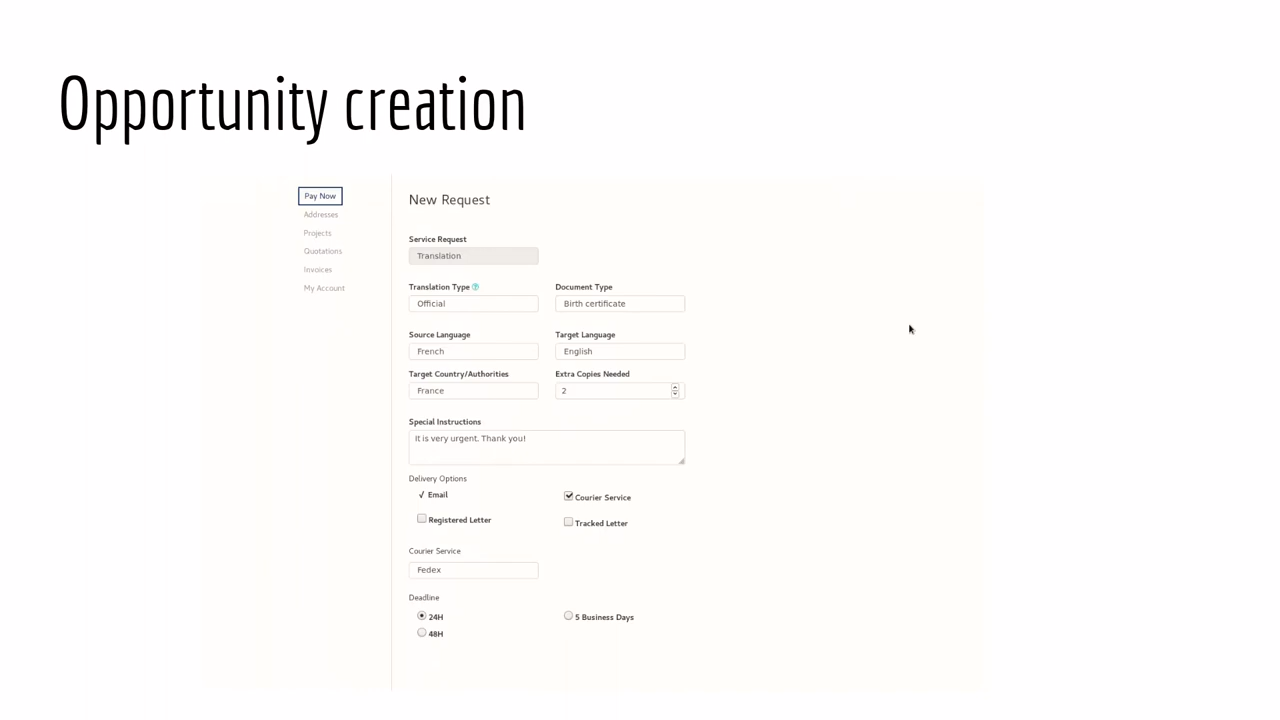 Opportunity creation
Pay Now
Addresses
Projects
Quotations
Invoices
My Account
New Request
Service Request
Translation
Translation Type ? Document Type
Official Birth certificate
Source Language Target Language
French English
Target Country/Authorities Extra Copies Needed
France 2
Special Instructions
It is very urgent. Thank you!
Delivery Options
✓ Email Courier Service
Registered Letter Tracked Letter
Courier Service
Fedex
Deadline
24H 5 Business Days
48H